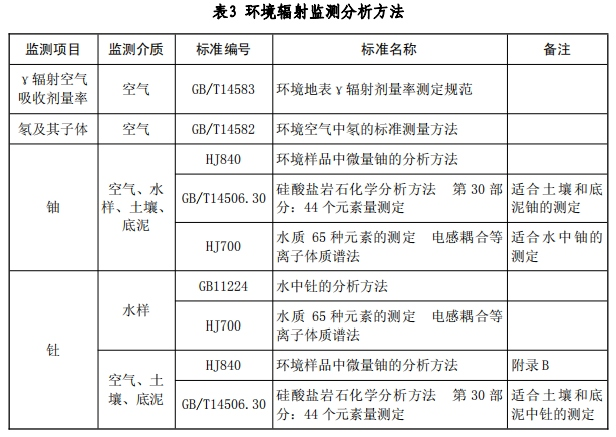 表3 环境辐射监测分析方法
监测项目 监测介质 标准编号 标准名称 备注
γ辐射空气
吸收剂量率 空气 GB/T14583 环境地表γ辐射剂量率测定规范
氡及其子体 空气 GB/T14582 环境空气中氡的标准测量方法
铀
空气、水
样、土壤、
底泥
HJ840 环境样品中微量铀的分析方法
GB/T14506.30
硅酸盐岩石化学分析方法 第30部
分：44个元素量测定
适合土壤和底
泥铀的测定
HJ700
水质 65种元素的测定 电感耦合等
离子体质谱法
适合水中铀的
测定
钍
水样
GB11224 水中钍的分析方法
HJ700
水质 65种元素的测定 电感耦合等
离子体质谱法
空气、土
壤、底泥
HJ840 环境样品中微量铀的分析方法 附录B
GB/T14506.30
硅酸盐岩石化学分析方法 第30部
分：44个元素量测定
适合土壤和底
泥中钍的测定